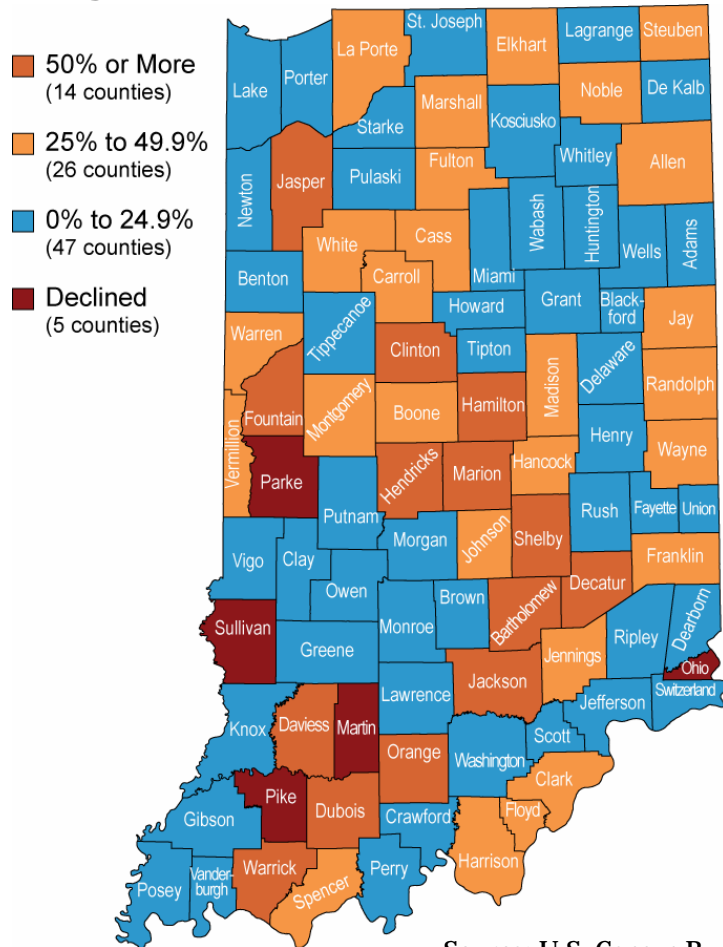 50% or More
(14 counties)
25% to 49.9%
(26 counties)
0% to 24.9%
(47 counties)
Declined
(5 counties)
St. Joseph
Lagrange
Steuben
La Porte
Elkhart
Porter
Lake
Noble
De Kalb
Marshall
Starke
Kosciusko
Whitley
Allen
Fulton
Pulaski
Jasper
Newton
Wabash
Huntington
Wells
Adams
White
Cass
Miami
Carroll
Benton
Howard
Grant
Black-
ford
Jay
Tippecanoe
Warren
Clinton
Tipton
Madison
Delaware
Randolph
Fountain
Montgomery
Boone
Hamilton
Vermillion
Henry
Wayne
Hancock
Parke
Hendricks
Marion
Putnam
Rush
Fayette
Union
Morgan
Johnson
Shelby
Vigo
Clay
Franklin
Owen
Decatur
Brown
Bartholomew
Monroe
Sullivan
Greene
Ripley
Dearborn
Jennings
Ohio
Jackson
Switzerland
Lawrence
Jefferson
Knox
Daviess
Martin
Scott
Orange
Washington
Clark
Pike
Dubois
Floyd
Gibson
Crawford
Harrison
Warrick
Perry
Posey
Vander-
burgh
Spencer